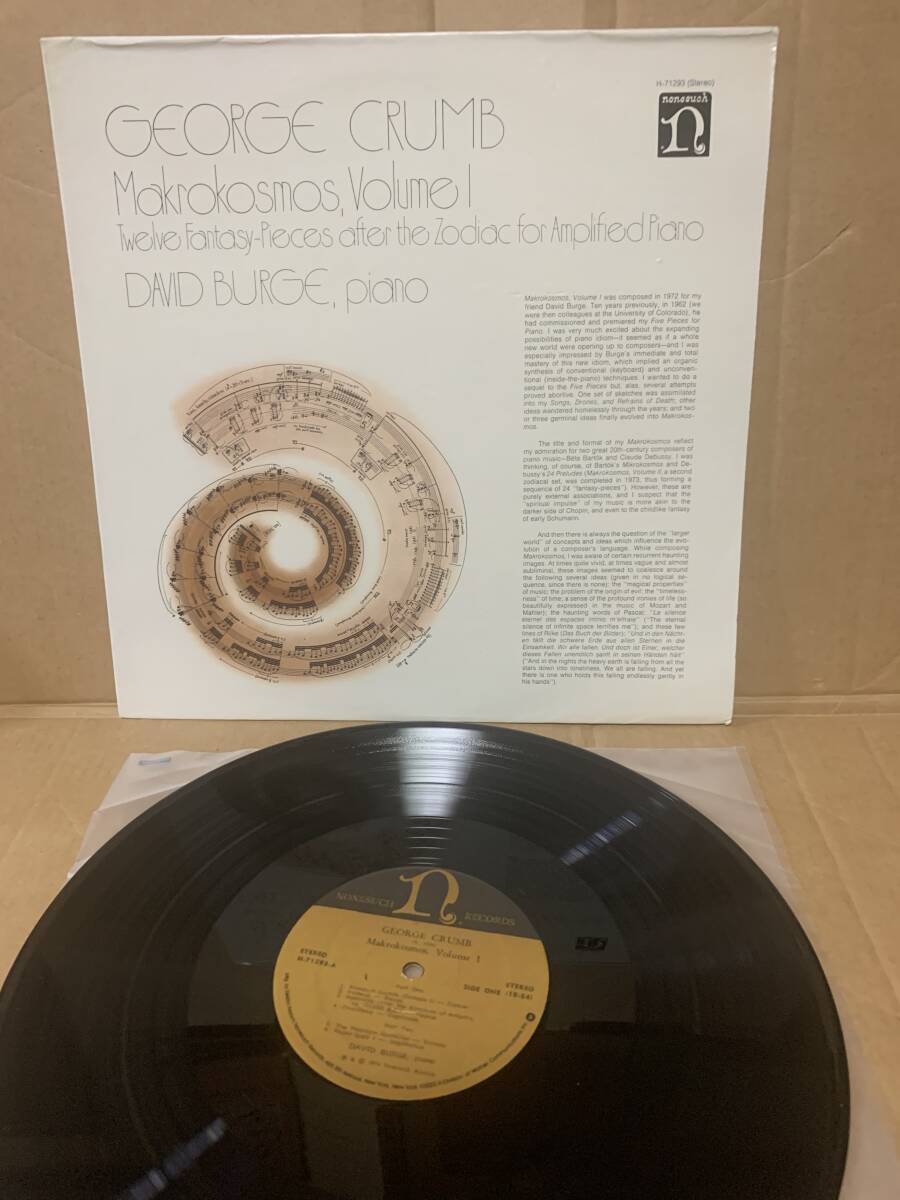 H-71293 (Stereo)
nonesuch
n
GEORGE CRUMB
Makrokosmos, Volume I
Twelve Fantasy-Pieces after the Zodiac for Amplified Piano
DAVID BURGE, piano
Makrokosmos, Volume I was composed in 1972 for my
friend David Burge. Ten years previously, in 1962 (we
were then colleagues at the University of Colorado), he
had commissioned and premiered my Five Pieces for
Piano. I was very much excited about the expanding
possibilities of piano idiom—it seemed as if a whole
new world were opening up to composers—and I was
especially impressed by Burge's immediate and total
mastery of this new idiom, which implied an organic
synthesis of conventional (keyboard) and unconven-
tional (inside-the-piano) techniques. I wanted to do a
sequel to the Five Pieces but, alas, several attempts
proved abortive. One set of sketches was assimilated
into my Songs, Drones, and Refrains of Death; other
ideas wandered homelessly through the years; and two
or three germinal ideas finally evolved into Makrokos-
mos.
The title and format of my Makrokosmos reflect
my admiration for two great 20th-century composers of
piano music—Béla Bartók and Claude Debussy. I was
thinking, of course, of Bartók's Mikrokosmos and De-
bussy's 24 Preludes (Makrokosmos, Volume II, a second
zodiacal set, was completed in 1973, thus forming a
sequence of 24 "fantasy-pieces"). However, these are
purely external associations, and I suspect that the
"spiritual impulse" of my music is more akin to the
darker side of Chopin, and even to the childlike fantasy
of early Schumann.
And then there is always the question of the "larger
world" of concepts and ideas which influence the evo-
lution of a composer's language. While composing
Makrokosmos, I was aware of certain recurrent haunting
images. At times quite vivid, at times vague and almost
subliminal, these images seemed to coalesce around
the following several ideas (given in no logical se-
quence, since there is none): the "magical properties"
of music; the problem of the origin of evil; the "timeless-
ness" of time; a sense of the profound ironies of life (so
beautifully expressed in the music of Mozart and
Mahler); the haunting words of Pascal: "Le silence
éternel des espaces infinis m'effraie" ("The eternal
silence of infinite space terrifies me"); and these few
lines of Rilke (Das Buch der Bilder): "Und in den Näch-
ten fällt die schwere Erde aus allen Sternen in die
Einsamkeit. Wir alle fallen. Und doch ist Einer, welcher
dieses Fallen unendlich sanft in seinen Händen hält"
("And in the nights the heavy earth is falling from all the
stars down into loneliness. We all are falling. And yet
there is one who holds this falling endlessly gently in
his hands").
NONESUCH n RECORDS
GEORGE CRUMB
Makrokosmos, Volume I
STEREO
H-71293-A
STEREO
SIDE ONE
Part One
Part Two
DAVID BURGE, piano